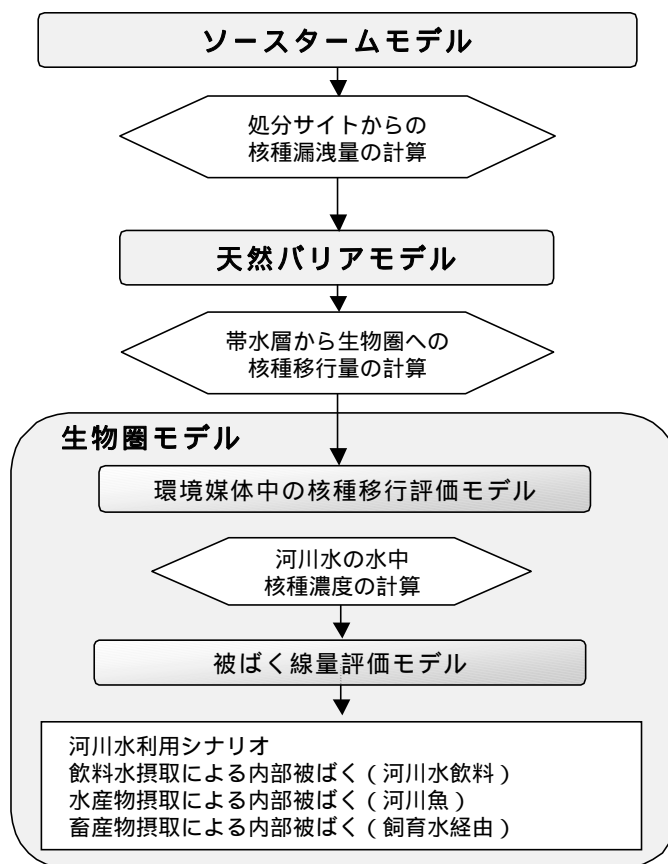 ソースタームモデル
処分サイトからの
核種漏洩量の計算
天然バリアモデル
帯水層から生物圏への
核種移行量の計算
生物圏モデル
環境媒体中の核種移行評価モデル
河川水の水中
核種濃度の計算
被ばく線量評価モデル
河川水利用シナリオ
飲料水摂取による内部被ばく（河川水飲料）
水産物摂取による内部被ばく（河川魚）
畜産物摂取による内部被ばく（飼育水経由）